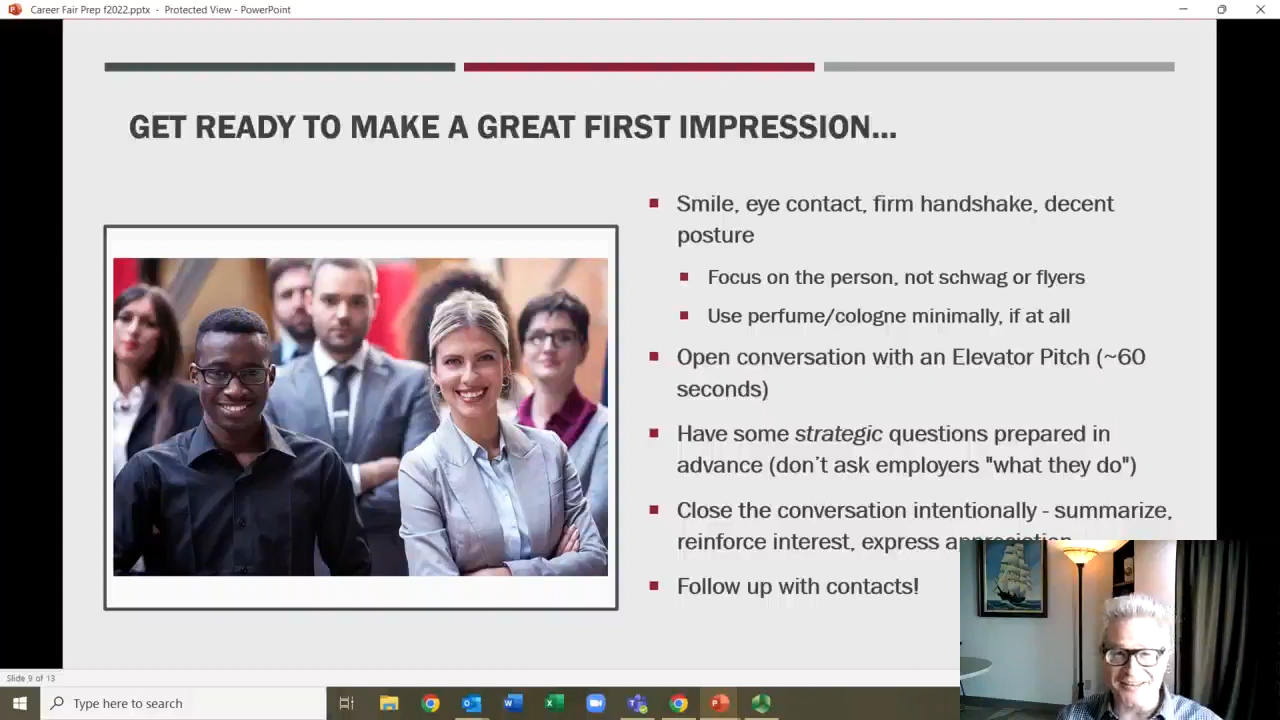 Career Fair Prep f2022.pptx - Protected View - PowerPoint
GET READY TO MAKE A GREAT FIRST IMPRESSION...
Smile, eye contact, firm handshake, decent
posture
Focus on the person, not schwag or flyers
Use perfume/cologne minimally, if at all
Open conversation with an Elevator Pitch (~60
seconds)
Have some strategic questions prepared in
advance (don't ask employers "what they do")
Close the conversation intentionally - summarize,
reinforce interest, express appreciation
Follow up with contacts!
Slide 9 of 13
Type here to search